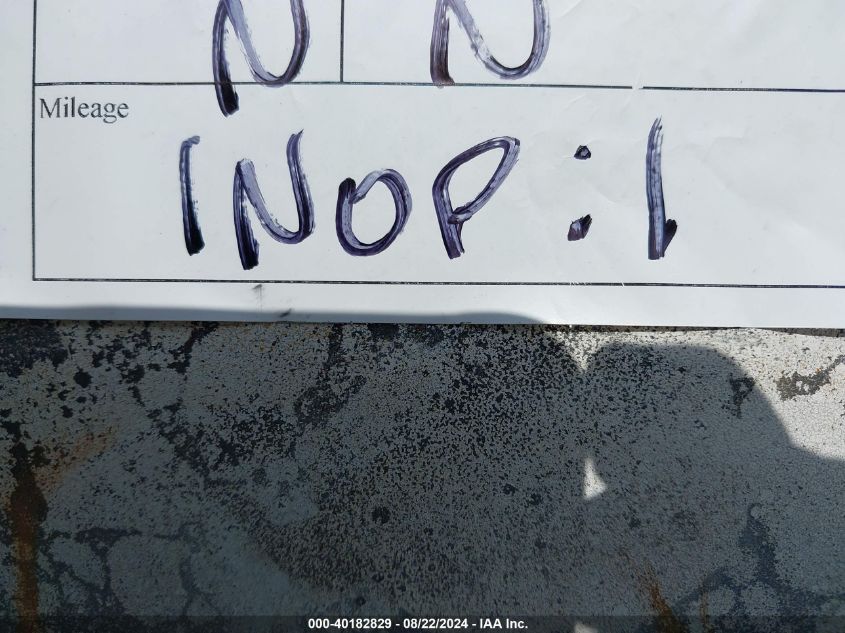 N N
Mileage
INOP:1
000-40182829 - 08/22/2024 - IAA Inc.